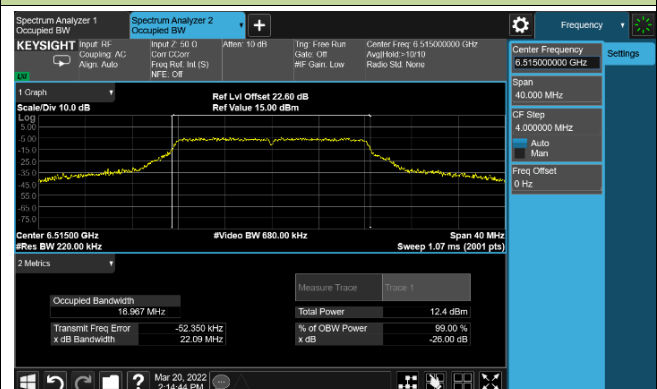 Spectrum Analyzer 1
Occupied BW
Spectrum Analyzer 2
Occupied BW
Frequency
KEYSIGHT
Input: RF
Coupling: AC
Align: Auto
Input Z: 50 Ω
Corr CCorr
Freq Ref: Int (S)
NFE: Off
Atten: 10 dB
Trig: Free Run
Gate: Off
#IF Gain: Low
Center Freq: 6.515000000 GHz
Avg|Hold:>10/10
Radio Std: None
LXI
Center Frequency
6.515000000 GHz
Settings
Span
40.000 MHz
CF Step
4.000000 MHz
Auto
Man
Freq Offset
0 Hz
1 Graph
Scale/Div 10.0 dB
Ref Lvl Offset 22.60 dB
Ref Value 15.00 dBm
Log
5.00
-5.00
-15.0
-25.0
-35.0
-45.0
-55.0
-65.0
-75.0
Center 6.51500 GHz
#Res BW 220.00 kHz
#Video BW 680.00 kHz
Span 40 MHz
Sweep 1.07 ms (2001 pts)
2 Metrics
Measure Trace
Trace 1
Occupied Bandwidth
16.967 MHz
Total Power
12.4 dBm
Transmit Freq Error
-52.350 kHz
% of OBW Power
99.00 %
x dB Bandwidth
22.09 MHz
x dB
-26.00 dB
Mar 20, 2022
2:14:44 PM